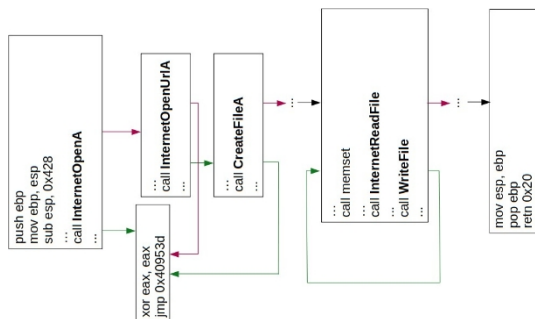 push ebp
mov ebp, esp
sub esp, 0x428
...
call InternetOpenA
...
...
call InternetOpenUrlA
...
xor eax, eax
jmp 0x40953d
...
call CreateFileA
...
...
...
call memset
...
call InternetReadFile
...
call WriteFile
...
...
mov esp, ebp
pop ebp
retn 0x20